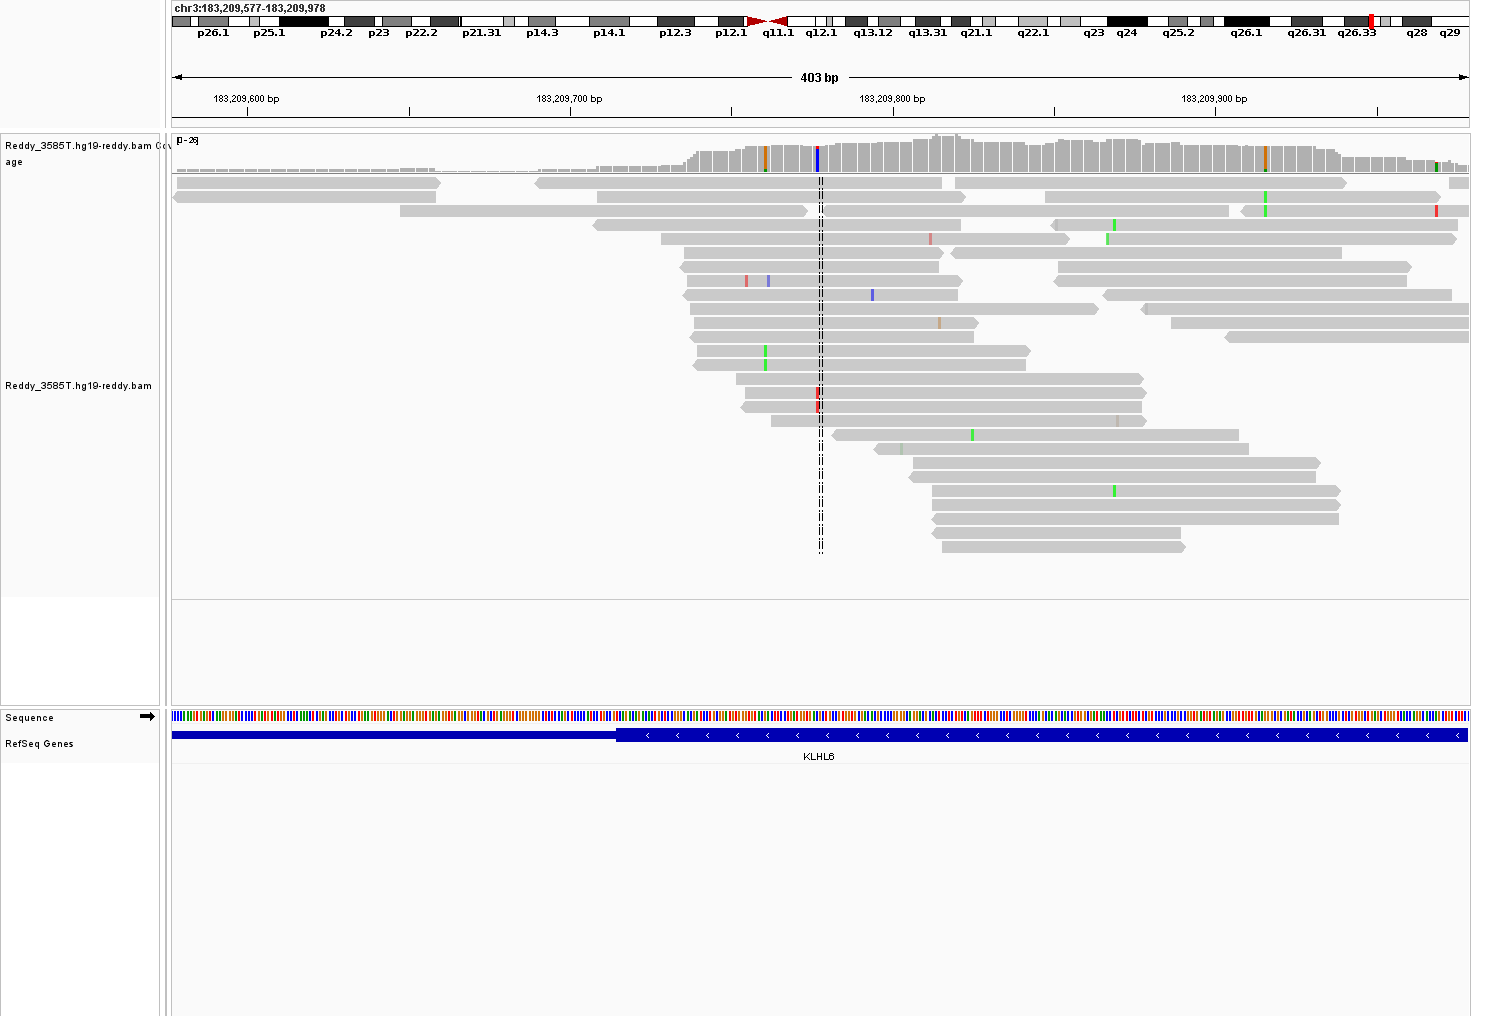 chr3:183,209,577-183,209,978
p26.1 p25.1 p24.2 p23 p22.2 p21.31 p14.3 p14.1 p12.3 p12.1 q11.1 q12.1 q13.12 q13.31 q21.1 q22.1 q23 q24 q25.2 q26.1 q26.31 q26.33 q28 q29
403 bp
183,209,600 bp 183,209,700 bp 183,209,800 bp 183,209,900 bp
Reddy_3585T.hg19-reddy.bam Cov
age
[0-26]
Reddy_3585T.hg19-reddy.bam
Sequence
RefSeq Genes
KLHL6